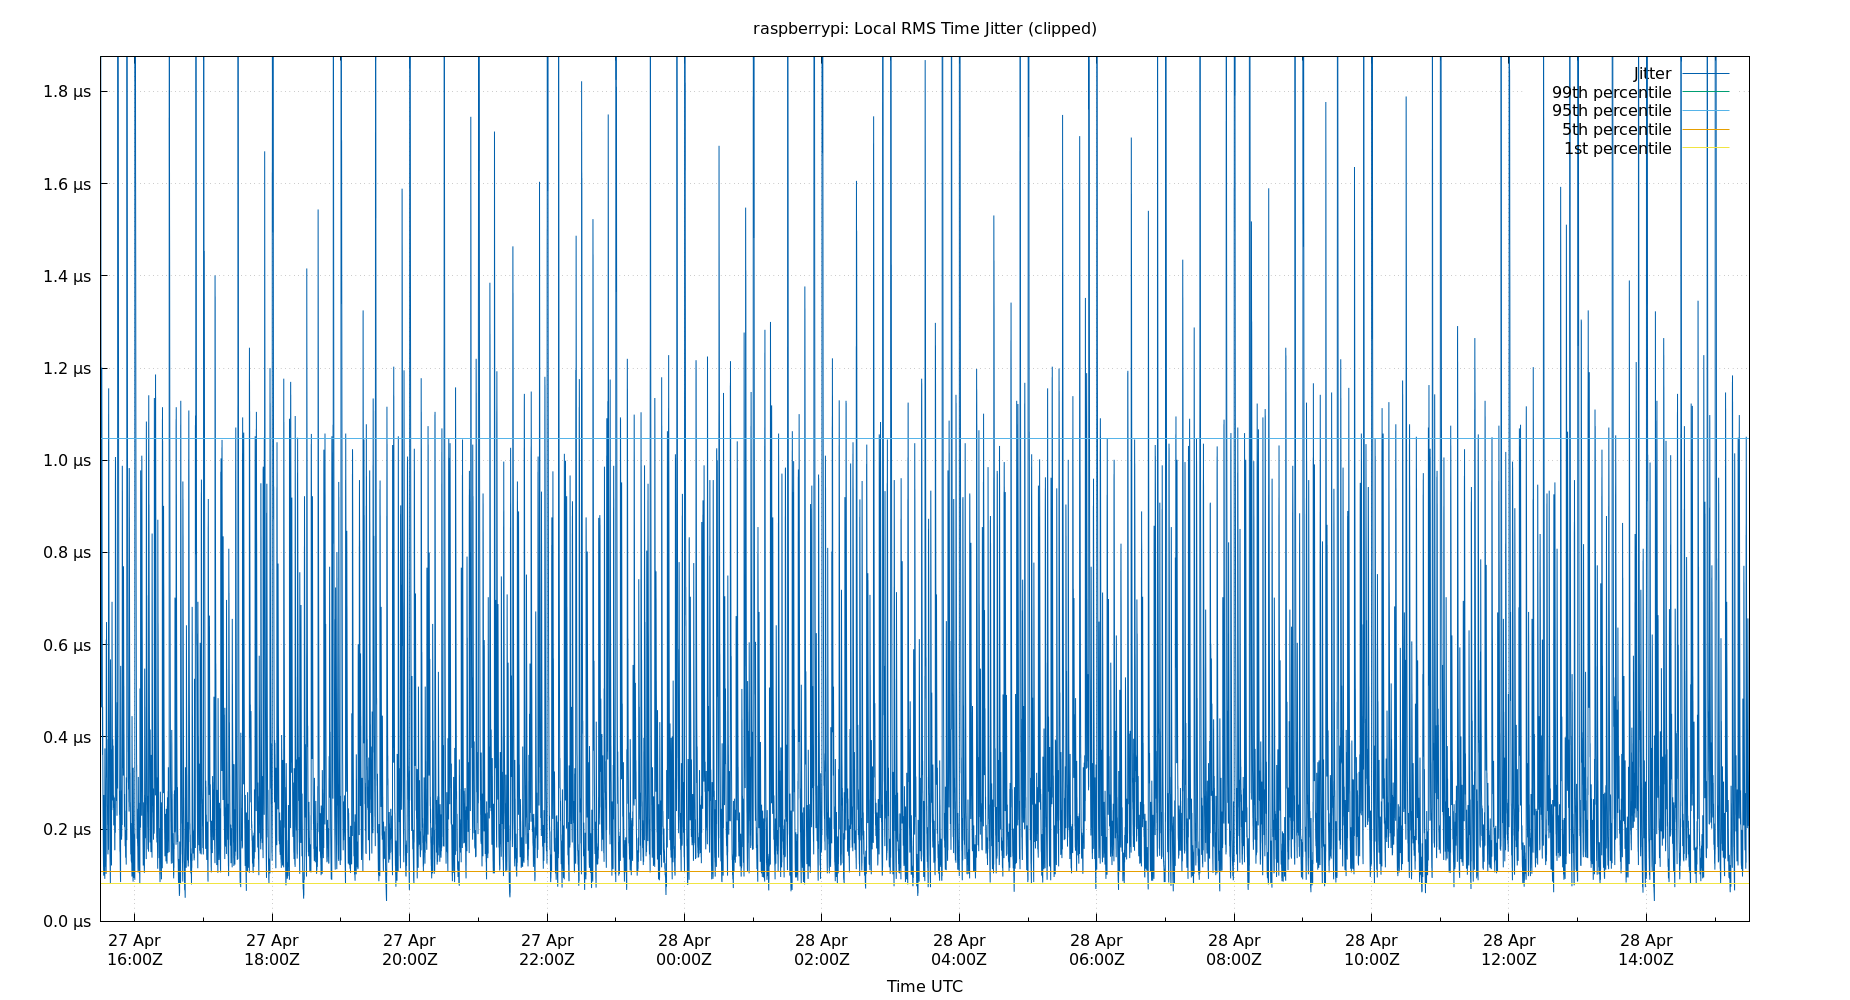 raspberrypi: Local RMS Time Jitter (clipped)
Jitter
99th percentile
95th percentile
5th percentile
1st percentile
1.8 μs
1.6 μs
1.4 μs
1.2 μs
1.0 μs
0.8 μs
0.6 μs
0.4 μs
0.2 μs
0.0 μs
27 Apr 27 Apr 27 Apr 27 Apr 28 Apr 28 Apr 28 Apr 28 Apr 28 Apr 28 Apr 28 Apr 28 Apr
16:00Z 18:00Z 20:00Z 22:00Z 00:00Z 02:00Z 04:00Z 06:00Z 08:00Z 10:00Z 12:00Z 14:00Z
Time UTC